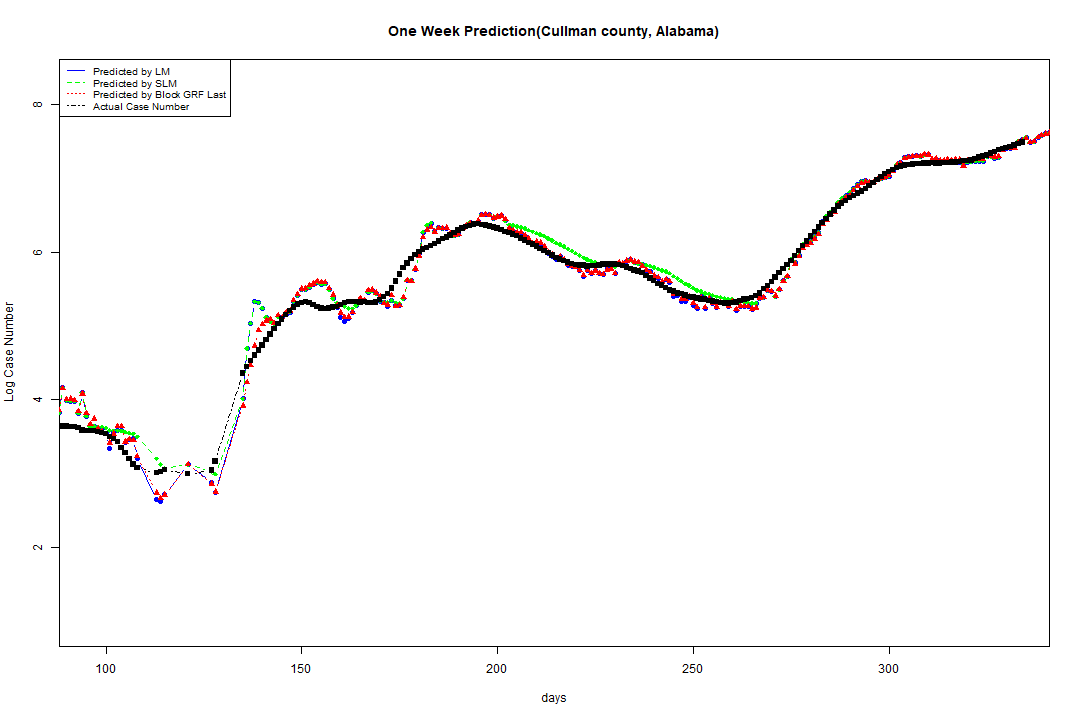 One Week Prediction(Cullman county, Alabama)
Predicted by LM
Predicted by SLM
Predicted by Block GRF Last
Actual Case Number
8
6
4
2
Log Case Number
100 150 200 250 300
days